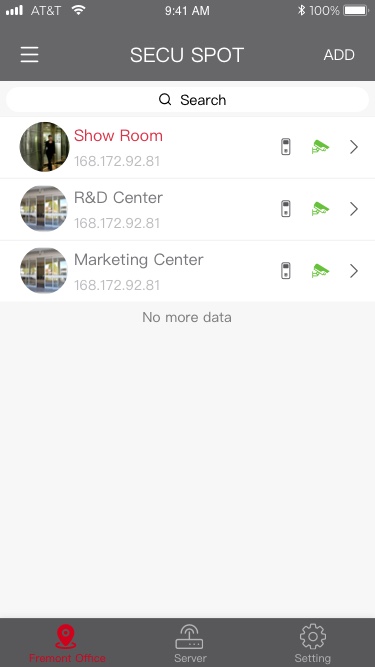 AT&T 9:41 AM 100%
SECU SPOT ADD
Search
Show Room
168.172.92.81
R&D Center
168.172.92.81
Marketing Center
168.172.92.81
No more data
Fremont Office Server Setting